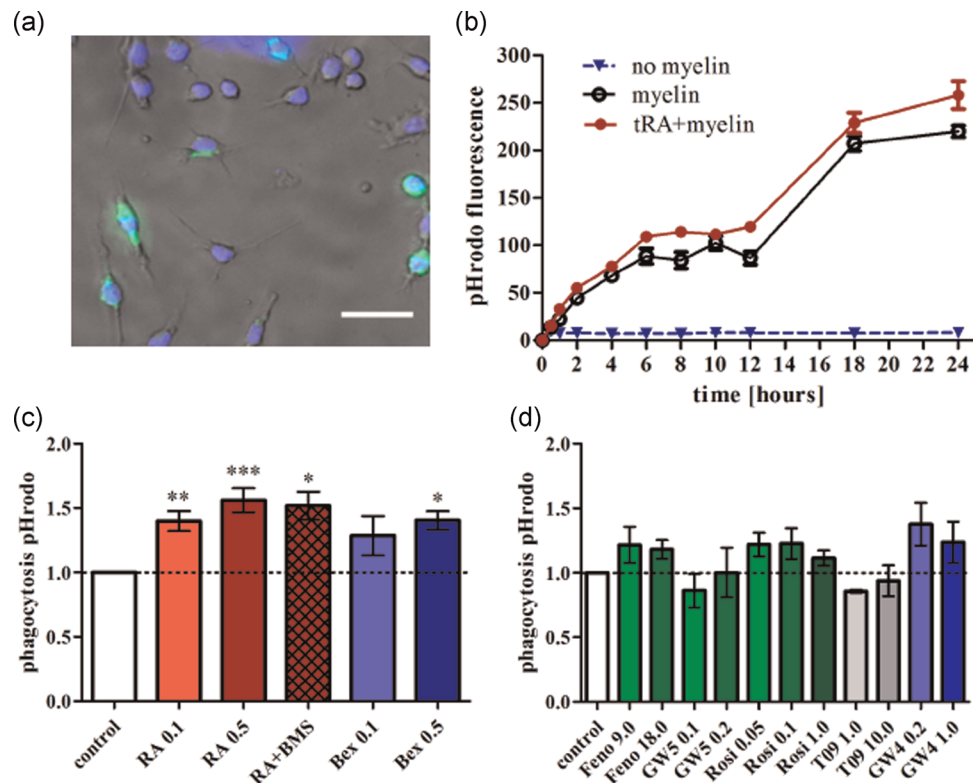 (a)
(b)
300
250
200
150
100
50
0
pHrodo fluorescence
no myelin
myelin
tRA+myelin
0 2 4 6 8 10 12 14 16 18 20 22 24
time [hours]
(c)
2.0
1.5
1.0
0.5
0.0
phagocytosis pHrodo
** *** * *
control RA 0.1 RA 0.5 RA+BMS Bex 0.1 Bex 0.5
(d)
2.0
1.5
1.0
0.5
0.0
phagocytosis pHrodo
control Feno 9.0 Feno 18.0 GW5 0.1 GW5 0.2 Rosi 0.05 Rosi 0.1 Rosi 1.0 T09 1.0 T09 10.0 GW4 0.2 GW4 1.0